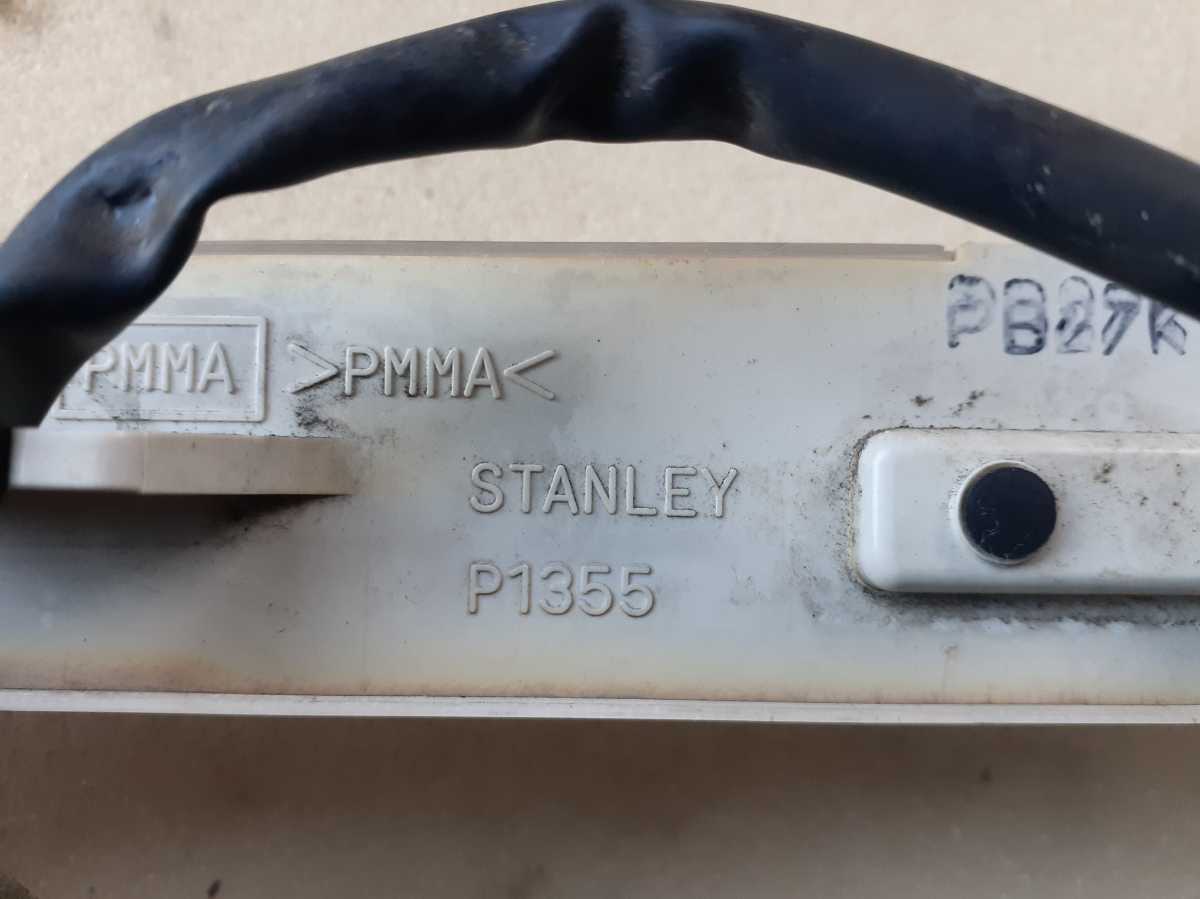 PB27K
PMMA >PMMA<
STANLEY
P1355